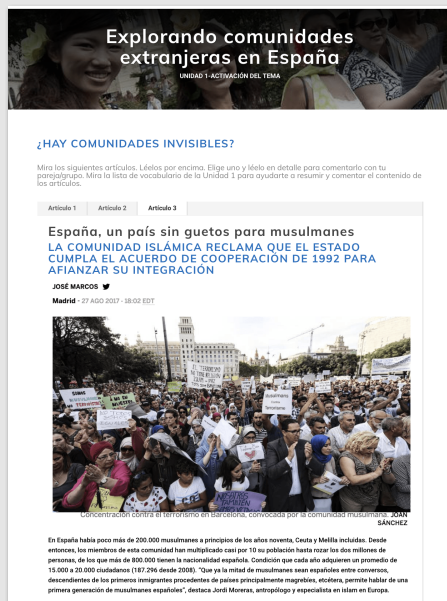 Explorando comunidades
extranjeras en España
UNIDAD 1-ACTIVACIÓN DEL TEMA
¿HAY COMUNIDADES INVISIBLES?
Mira los siguientes artículos. Léelos por encima. Elige uno y léelo en detalle para comentarlo con tu
pareja/grupo. Mira la lista de vocabulario de la Unidad 1 para ayudarte a resumir y comentar el contenido de
los artículos.
Artículo 1 Artículo 2 Artículo 3
España, un país sin guetos para musulmanes
LA COMUNIDAD ISLÁMICA RECLAMA QUE EL ESTADO
CUMPLA EL ACUERDO DE COOPERACIÓN DE 1992 PARA
AFIANZAR SU INTEGRACIÓN
JOSÉ MARCOS
Madrid - 27 AGO 2017 - 18:02 EDT
Concentración contra el terrorismo en Barcelona, convocada por la comunidad musulmana. JOAN
SÁNCHEZ
En España había poco más de 200.000 musulmanes a principios de los años noventa, Ceuta y Melilla incluidas. Desde
entonces, los miembros de esta comunidad han multiplicado casi por 10 su población hasta rozar los dos millones de
personas, de los que más de 800.000 tienen la nacionalidad española. Condición que cada año adquieren un promedio de
15.000 a 20.000 ciudadanos (187.296 desde 2008). "Que ya la mitad de musulmanes sean españoles entre conversos,
descendientes de los primeros inmigrantes procedentes de países principalmente magrebíes, etcétera, permite hablar de una
primera generación de musulmanes españoles", destaca Jordi Moreras, antropólogo y especialista en islam en Europa.